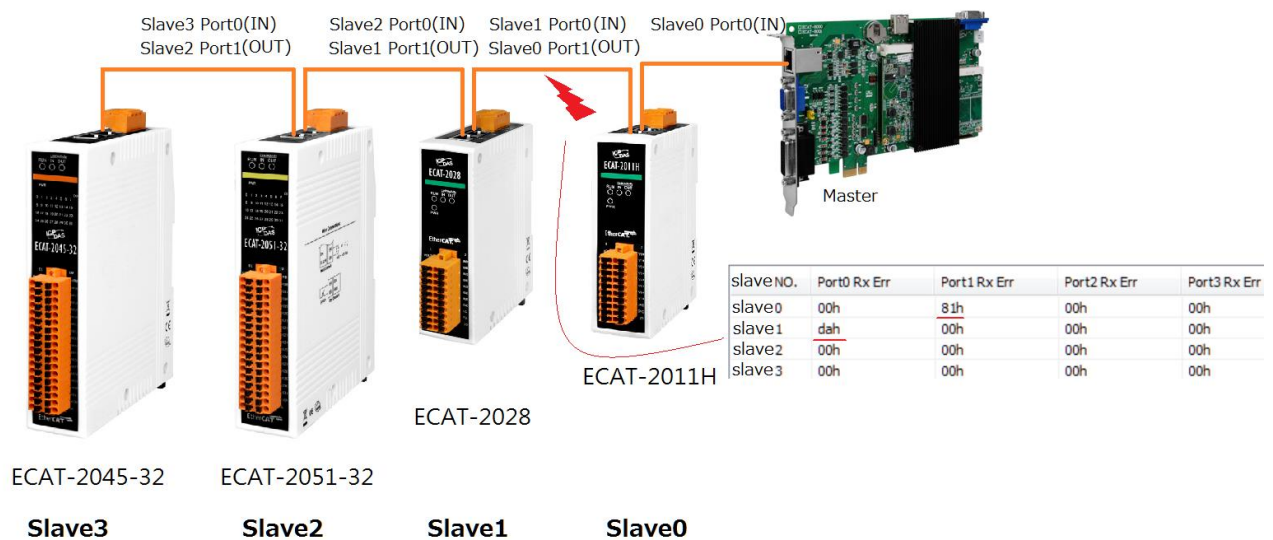 Slave3 Port0(IN)
Slave2 Port1(OUT)
Slave2 Port0(IN)
Slave1 Port1(OUT)
Slave1 Port0(IN)
Slave0 Port1(OUT)
Slave0 Port0(IN)
Master
ECAT-2045-32
ECAT-2051-32
ECAT-2028
ECAT-2011H
EtherCAT
EtherCAT
EtherCAT
EtherCAT
slave NO. Port0 Rx Err Port1 Rx Err Port2 Rx Err Port3 Rx Err
slave0 00h 81h 00h 00h
slave1 dah 00h 00h 00h
slave2 00h 00h 00h 00h
slave3 00h 00h 00h 00h
ECAT-2011H
ECAT-2028
ECAT-2045-32
ECAT-2051-32
Slave3
Slave2
Slave1
Slave0